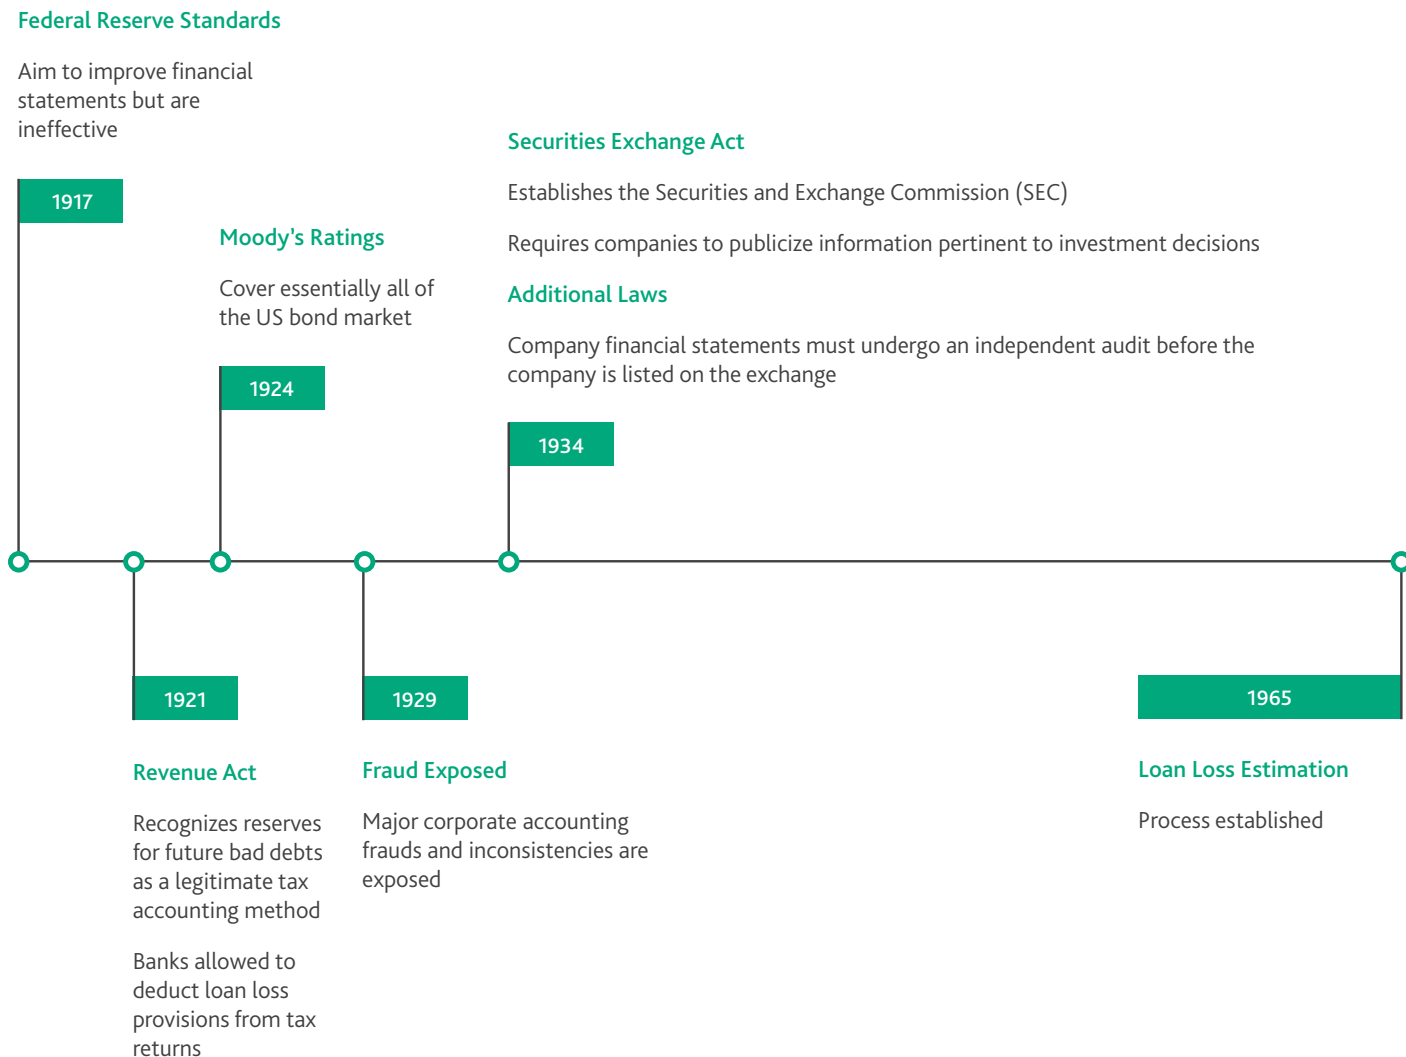 Federal Reserve Standards
Aim to improve financial
statements but are
ineffective
1917
Revenue Act
1921
Recognizes reserves
for future bad debts
as a legitimate tax
accounting method
Banks allowed to
deduct loan loss
provisions from tax
returns
Moody's Ratings
Cover essentially all of
the US bond market
1924
1929
Fraud Exposed
Major corporate accounting
frauds and inconsistencies are
exposed
Securities Exchange Act
Establishes the Securities and Exchange Commission (SEC)
Requires companies to publicize information pertinent to investment decisions
Additional Laws
Company financial statements must undergo an independent audit before the
company is listed on the exchange
1934
1965
Loan Loss Estimation
Process established